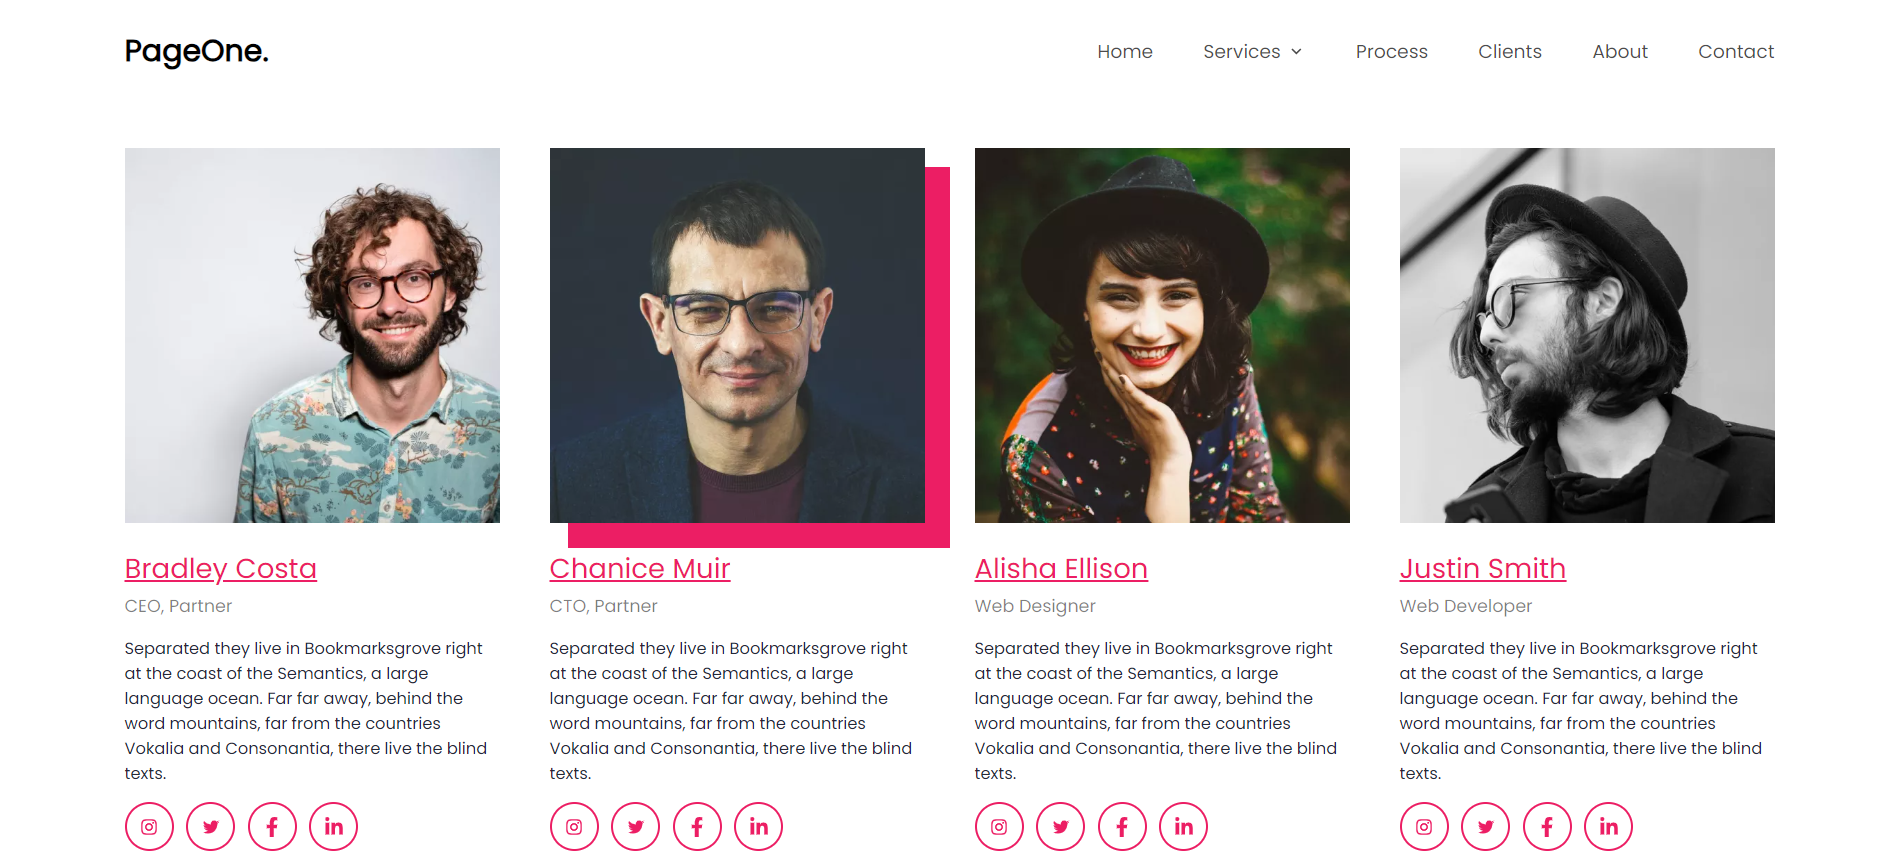 PageOne.
Home Services Process Clients About Contact
Bradley Costa
CEO, Partner
Separated they live in Bookmarksgrove right
at the coast of the Semantics, a large
language ocean. Far far away, behind the
word mountains, far from the countries
Vokalia and Consonantia, there live the blind
texts.
Chanice Muir
CTO, Partner
Separated they live in Bookmarksgrove right
at the coast of the Semantics, a large
language ocean. Far far away, behind the
word mountains, far from the countries
Vokalia and Consonantia, there live the blind
texts.
Alisha Ellison
Web Designer
Separated they live in Bookmarksgrove right
at the coast of the Semantics, a large
language ocean. Far far away, behind the
word mountains, far from the countries
Vokalia and Consonantia, there live the blind
texts.
Justin Smith
Web Developer
Separated they live in Bookmarksgrove right
at the coast of the Semantics, a large
language ocean. Far far away, behind the
word mountains, far from the countries
Vokalia and Consonantia, there live the blind
texts.